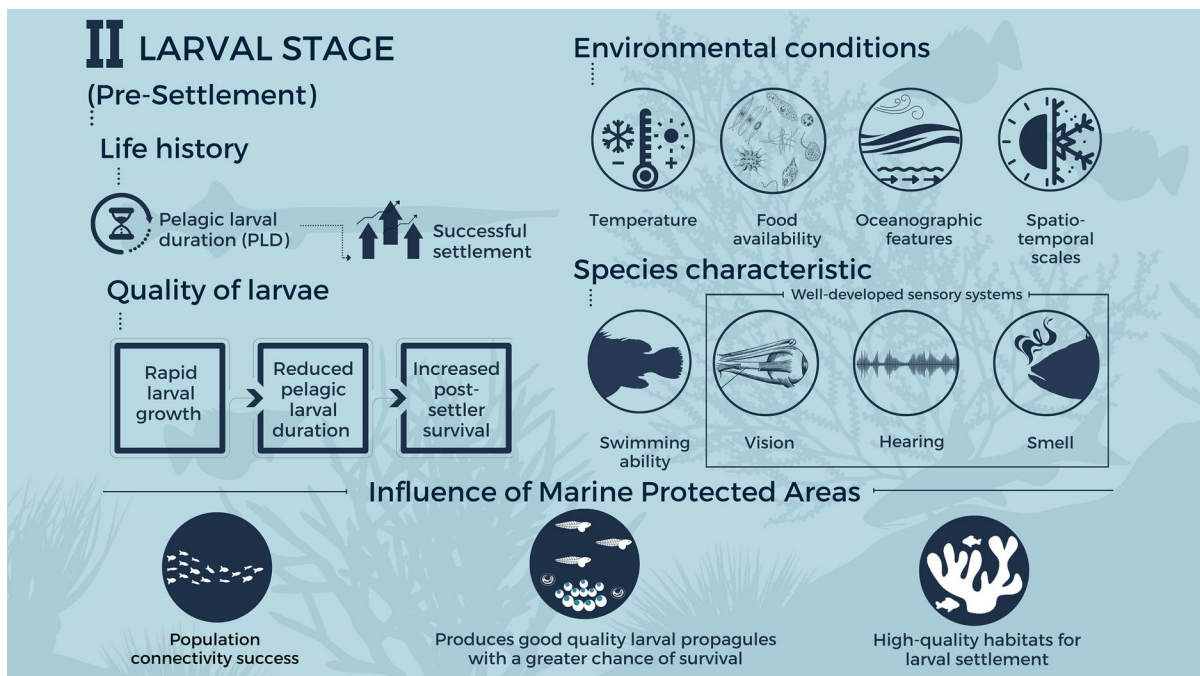 II LARVAL STAGE
(Pre-Settlement)
Life history
Pelagic larval
duration (PLD)
Successful
settlement
Quality of larvae
Rapid
larval
growth
Reduced
pelagic
larval
duration
Increased
post-
settler
survival
Environmental conditions
Temperature
Food
availability
Oceanographic
features
Spatio-
temporal
scales
Species characteristic
Well-developed sensory systems
Swimming
ability
Vision
Hearing
Smell
Influence of Marine Protected Areas
Population
connectivity success
Produces good quality larval propagules
with a greater chance of survival
High-quality habitats for
larval settlement